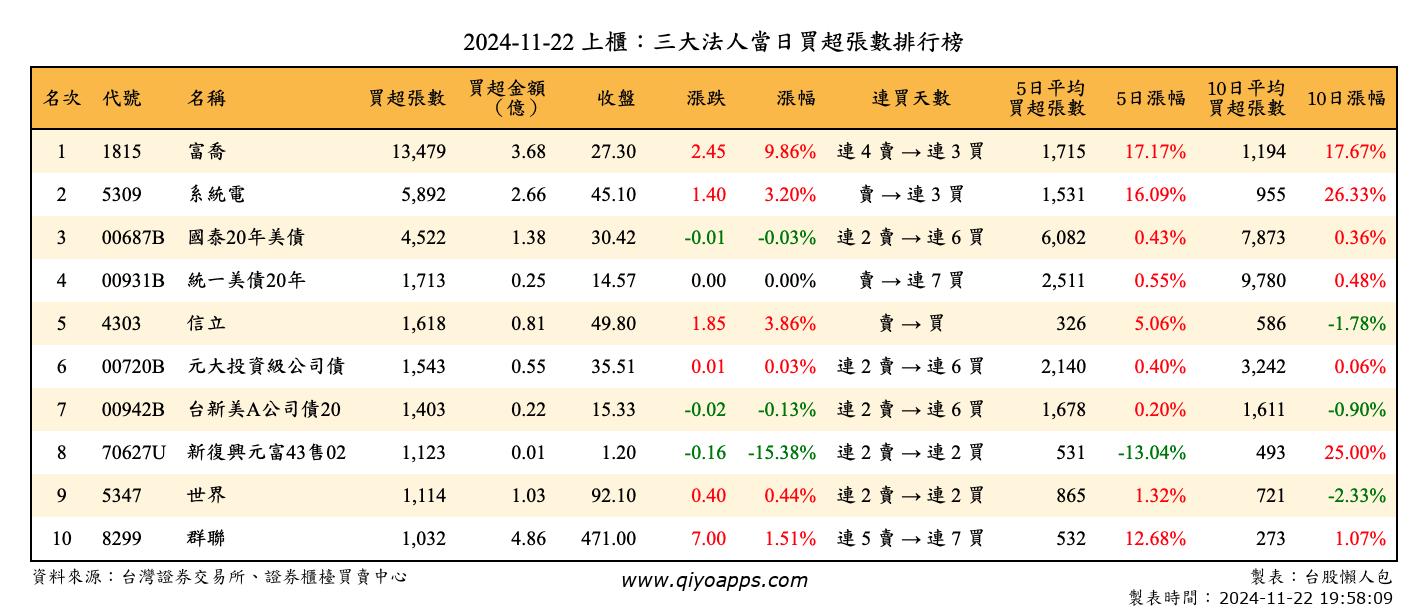 2024-11-22 上櫃：三大法人當日買超張數排行榜
名次 代號 名稱 買超張數 買超金額（億） 收盤 漲跌 漲幅 連買天數 5日平均買超張數 5日漲幅 10日平均買超張數 10日漲幅
1 1815 富喬 13,479 3.68 27.30 2.45 9.86% 連 4 賣 → 連 3 買 1,715 17.17% 1,194 17.67%
2 5309 系統電 5,892 2.66 45.10 1.40 3.20% 賣 → 連 3 買 1,531 16.09% 955 26.33%
3 00687B 國泰20年美債 4,522 1.38 30.42 -0.01 -0.03% 連 2 賣 → 連 6 買 6,082 0.43% 7,873 0.36%
4 00931B 統一美債20年 1,713 0.25 14.57 0.00 0.00% 賣 → 連 7 買 2,511 0.55% 9,780 0.48%
5 4303 信立 1,618 0.81 49.80 1.85 3.86% 賣 → 買 326 5.06% 586 -1.78%
6 00720B 元大投資級公司債 1,543 0.55 35.51 0.01 0.03% 連 2 賣 → 連 6 買 2,140 0.40% 3,242 0.06%
7 00942B 台新美A公司債20 1,403 0.22 15.33 -0.02 -0.13% 連 2 賣 → 連 6 買 1,678 0.20% 1,611 -0.90%
8 70627U 新復興元富43售02 1,123 0.01 1.20 -0.16 -15.38% 連 2 賣 → 連 2 買 531 -13.04% 493 25.00%
9 5347 世界 1,114 1.03 92.10 0.40 0.44% 連 2 賣 → 連 2 買 865 1.32% 721 -2.33%
10 8299 群聯 1,032 4.86 471.00 7.00 1.51% 連 5 賣 → 連 7 買 532 12.68% 273 1.07%
資料來源：台灣證券交易所、證券櫃檯買賣中心 www.qiyoapps.com 製表：台股懶人包
製表時間：2024-11-22 19:58:09